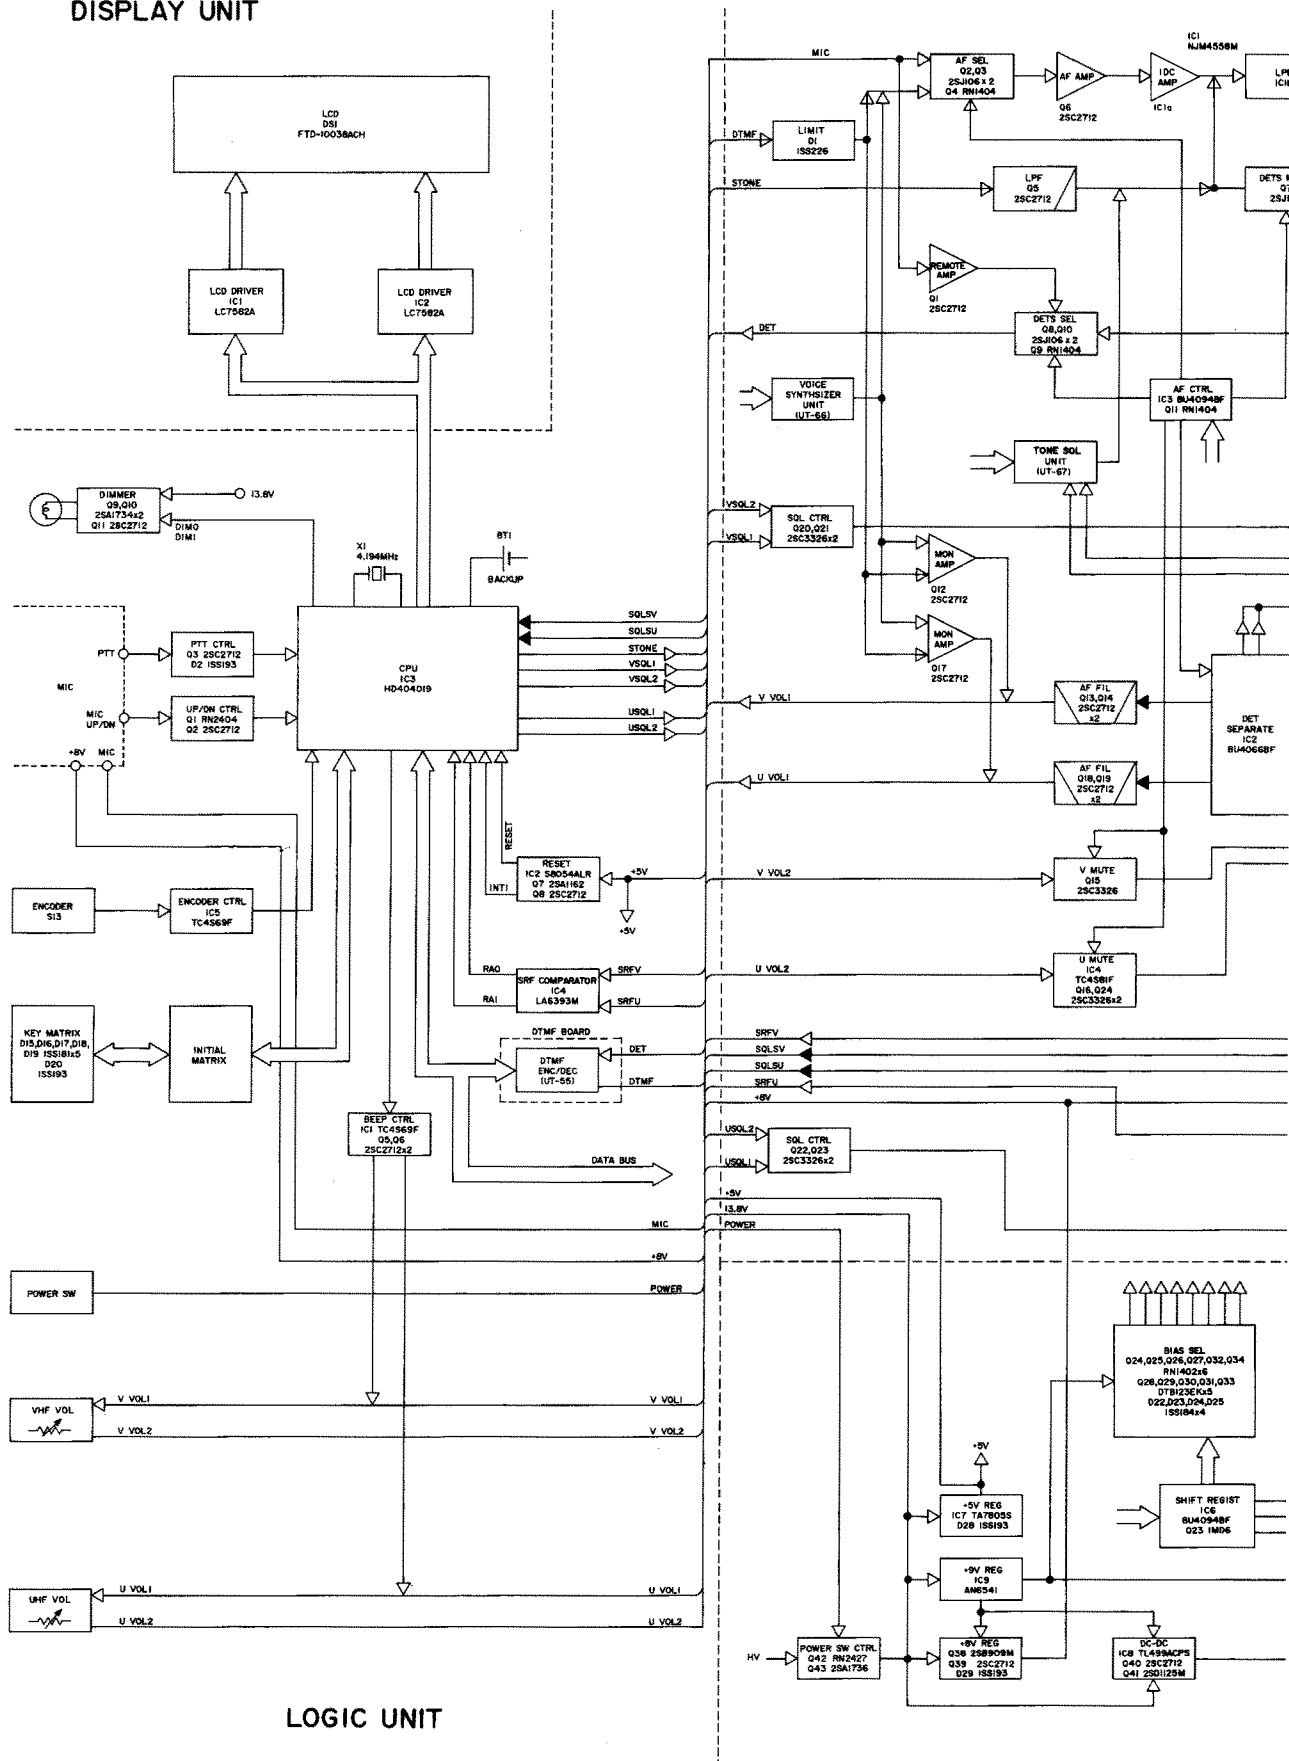 DISPLAY UNIT
LCD
DS1
FTD-10038ACH
LCD DRIVER
IC1
LC7582A
LCD DRIVER
IC2
LC7582A
DIMMER
Q9,Q10
2SA1734x2
Q11 2SC2712
13.8V
DIM0
DIM1
X1
4.194MHz
BT1
BACKUP
PTT
MIC
MIC
UP/DN
+8V
MIC
PTT CTRL
Q3 2SC2712
D2 ISS193
UP/DN CTRL
Q1 RN2404
Q2 2SC2712
CPU
IC3
HD404019
SQLSV
SQLSU
STONE
VSQL1
VSQL2
USQL1
USQL2
RESET
INT1
RESET
IC2 S8054ALR
Q7 2SA1162
Q8 2SC2712
+5V
+5V
ENCODER
S13
ENCODER CTRL
IC5
TC4S69F
RA0
RA1
SRF COMPARATOR
IC4
LA6393M
SRFV
SRFU
KEY MATRIX
D15,D16,D17,D18,
D19 ISS181x5
D20
ISS193
INITIAL
MATRIX
DTMF BOARD
DTMF
ENC/DEC
(UT-55)
DET
DTMF
BEEP CTRL
IC1 TC4S69F
Q5,Q6
2SC2712x2
DATA BUS
MIC
+8V
POWER SW
POWER
VHF VOL
V VOL1
V VOL1
V VOL2
V VOL2
UHF VOL
U VOL1
U VOL1
U VOL2
U VOL2
LOGIC UNIT
MIC
AF SEL
Q2,Q3
2SJ106 x 2
Q4 RN1404
AF AMP
Q6
2SC2712
IC1
NJM4558M
IDC
AMP
IC1a
DTMF
LIMIT
D1
ISS226
STONE
LPF
Q5
2SC2712
REMOTE
AMP
Q1
2SC2712
DET
DETS SEL
Q8,Q10
2SJ106 x 2
Q9 RN1404
VOICE
SYNTHSIZER
UNIT
(UT-66)
AF CTRL
IC3 BU4094BF
Q11 RN1404
TONE SQL
UNIT
(UT-67)
VSQL2
VSQL1
SQL CTRL
Q20,Q21
2SC3326x2
MON
AMP
Q12
2SC2712
MON
AMP
Q17
2SC2712
V VOL1
AF FIL
Q13,Q14
2SC2712
x2
DET
SEPARATE
IC2
BU4066BF
U VOL1
AF FIL
Q18,Q19
2SC2712
x2
V VOL2
V MUTE
Q15
2SC3326
U VOL2
U MUTE
IC4
TC4S81F
Q16,Q24
2SC3326x2
SRFV
SQLSV
SQLSU
SRFU
+8V
USQL2
USQL1
SQL CTRL
Q22,Q23
2SC3326x2
+5V
13.8V
POWER
BIAS SEL
Q24,Q25,Q26,Q27,Q32,Q34
RN1402x6
Q28,Q29,Q30,Q31,Q33
DTB123EKx5
D22,D23,D24,D25
ISS184x4
SHIFT REGIST
IC6
BU4094BF
Q23 IMD6
+5V
+5V REG
IC7 TA7805S
D28 ISS193
+9V REG
IC9
AN6541
HV
POWER SW CTRL
Q42 RN2427
Q43 2SA1736
+8V REG
Q38 2SB909M
Q39 2SC2712
D29 ISS193
DC-DC
IC8 TL499ACPS
Q40 2SC2712
Q41 2SD1125M